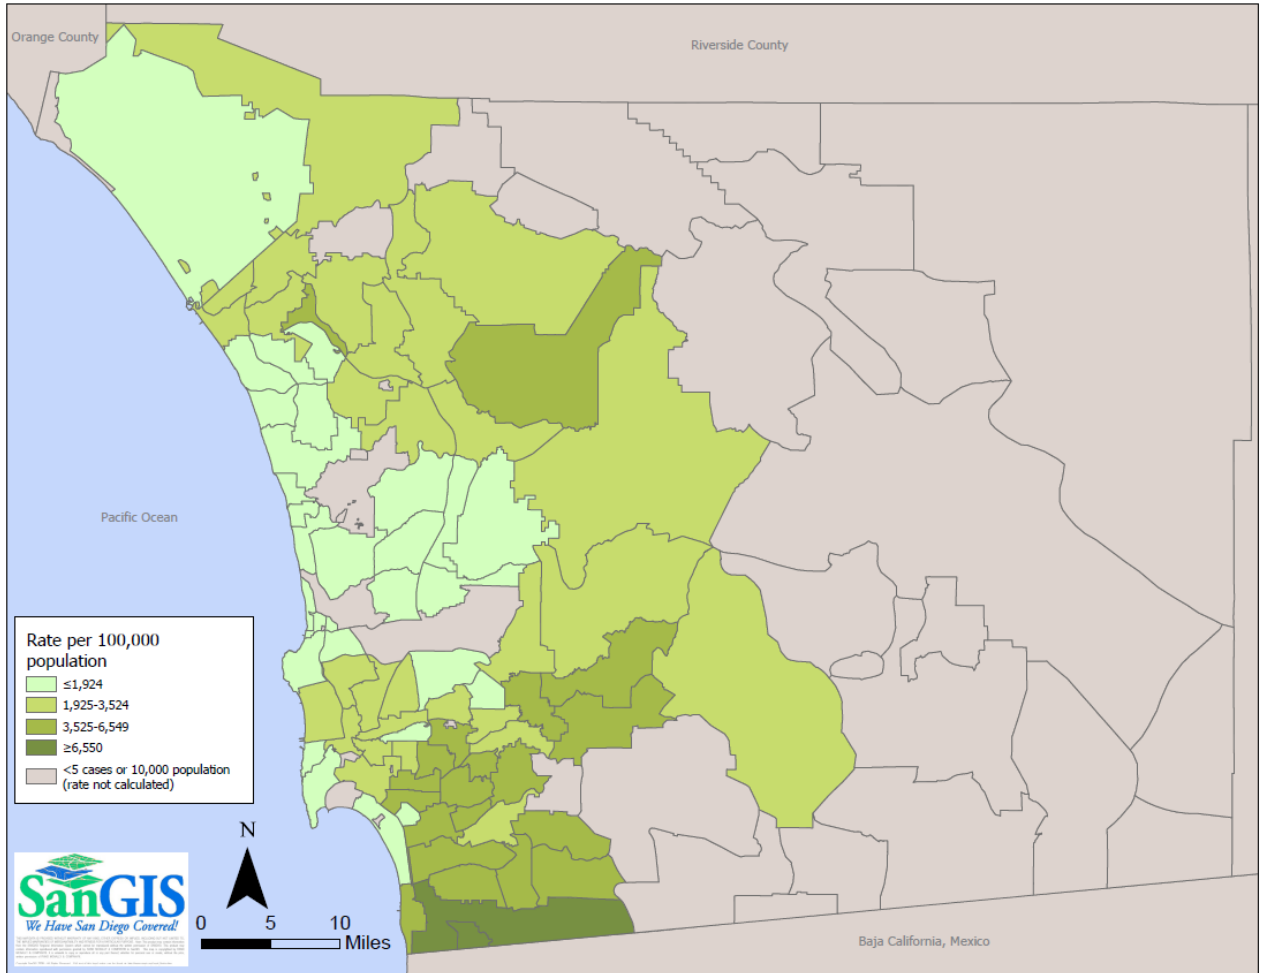 Orange County
Riverside County
Pacific Ocean
Rate per 100,000
population
≤1,924
1,925-3,524
3,525-6,549
≥6,550
<5 cases or 10,000 population
(rate not calculated)
N
SanGIS
We Have San Diego Covered!
0 5 10
Miles
Baja California, Mexico